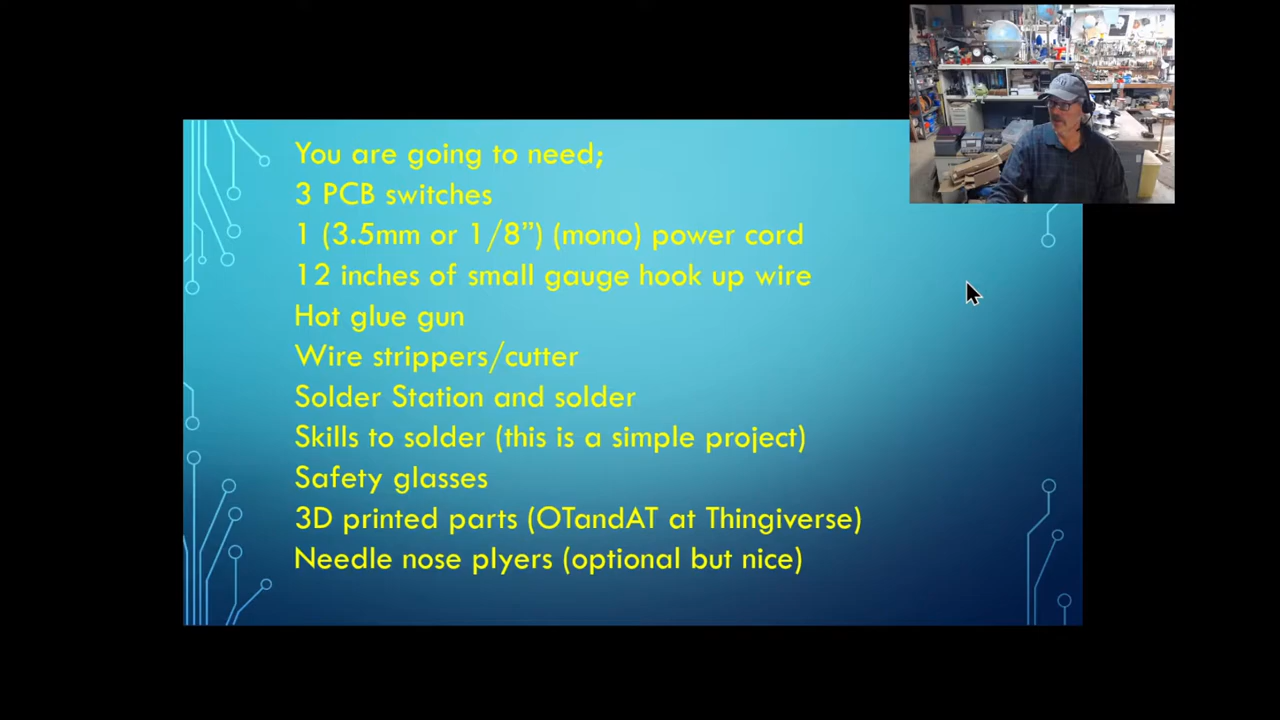 You are going to need;
3 PCB switches
1 (3.5mm or 1/8”) (mono) power cord
12 inches of small gauge hook up wire
Hot glue gun
Wire strippers/cutter
Solder Station and solder
Skills to solder (this is a simple project)
Safety glasses
3D printed parts (OTandAT at Thingiverse)
Needle nose plyers (optional but nice)